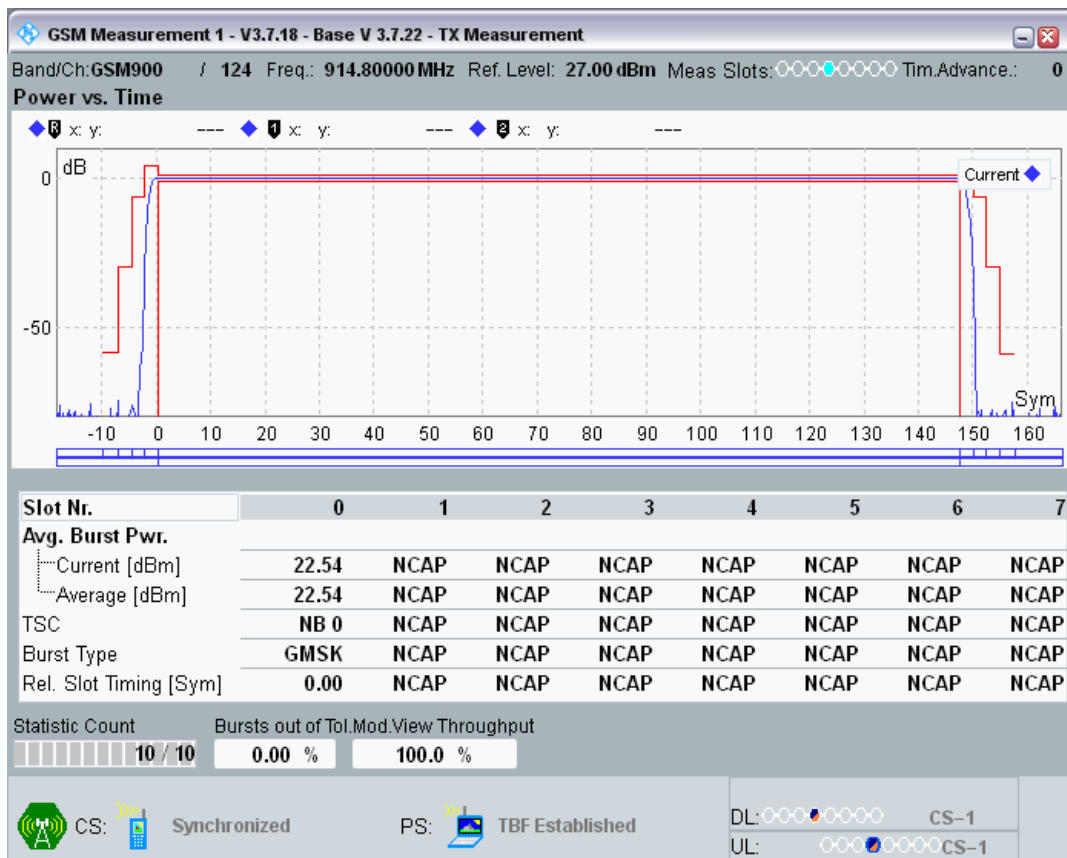 GSM Measurement 1 - V3.7.18 - Base V 3.7.22 - TX Measurement
Band/Ch:GSM900 / 124 Freq.: 914.80000 MHz Ref. Level: 27.00 dBm Meas Slots: Tim.Advance.: 0
Power vs. Time
R x: y: --- 1 x: y: --- 2 x: y: ---
dB
Current
0
-50
Sym
-10 0 10 20 30 40 50 60 70 80 90 100 110 120 130 140 150 160
Slot Nr. 0 1 2 3 4 5 6 7
Avg. Burst Pwr.
Current [dBm] 22.54 NCAP NCAP NCAP NCAP NCAP NCAP NCAP
Average [dBm] 22.54 NCAP NCAP NCAP NCAP NCAP NCAP NCAP
TSC NB 0 NCAP NCAP NCAP NCAP NCAP NCAP NCAP
Burst Type GMSK NCAP NCAP NCAP NCAP NCAP NCAP NCAP
Rel. Slot Timing [Sym] 0.00 NCAP NCAP NCAP NCAP NCAP NCAP NCAP
Statistic Count Bursts out of Tol. Mod.View Throughput
10 / 10 0.00 % 100.0 %
CS: Synchronized PS: TBF Established
DL: CS-1
UL: CS-1